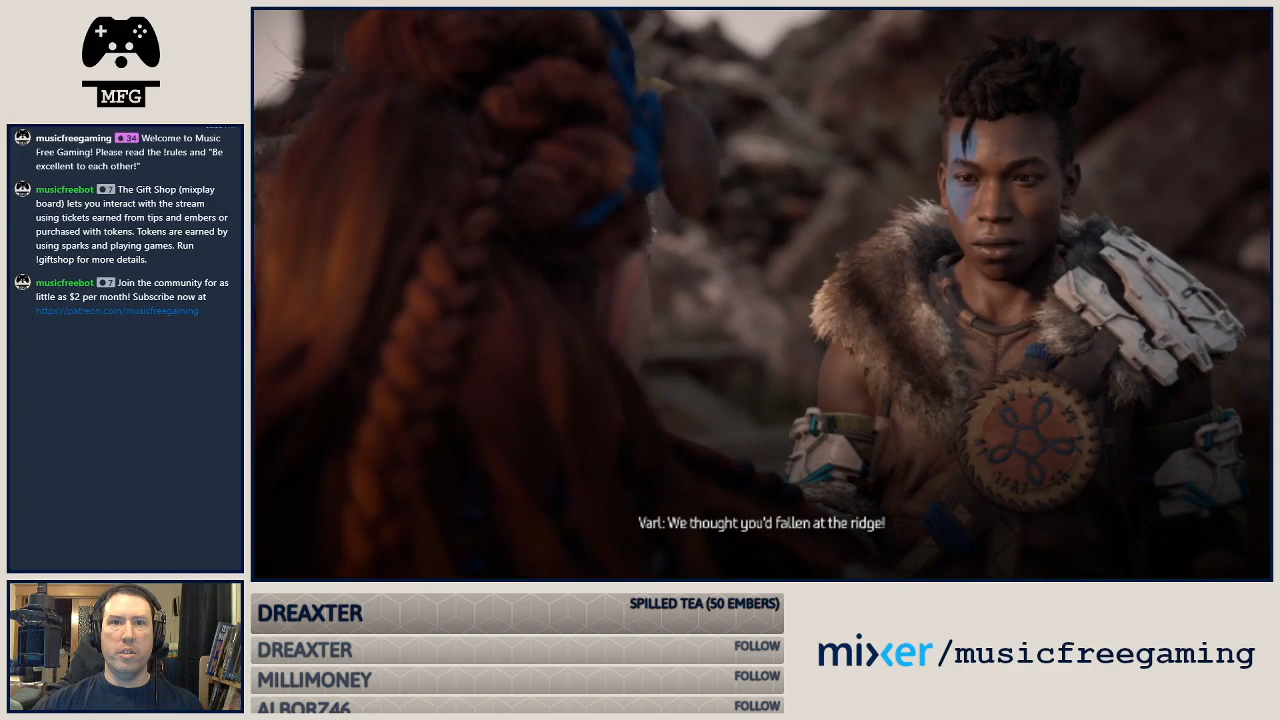 MFG
musicfreegaming 34 Welcome to Music
Free Gaming! Please read the !rules and "Be
excellent to each other!"
musicfreebot 7 The Gift Shop (mixplay
board) lets you interact with the stream
using tickets earned from tips and embers or
purchased with tokens. Tokens are earned by
using sparks and playing games. Run
!giftshop for more details.
musicfreebot 7 Join the community for as
little as $2 per month! Subscribe now at
https://patreon.com/musicfreegaming
Varl: We thought you'd fallen at the ridge!
DREAXTER SPILLED TEA (50 EMBERS)
DREAXTER FOLLOW
MILLIMONEY FOLLOW
ALBORZ46 FOLLOW
mixer/musicfreegaming